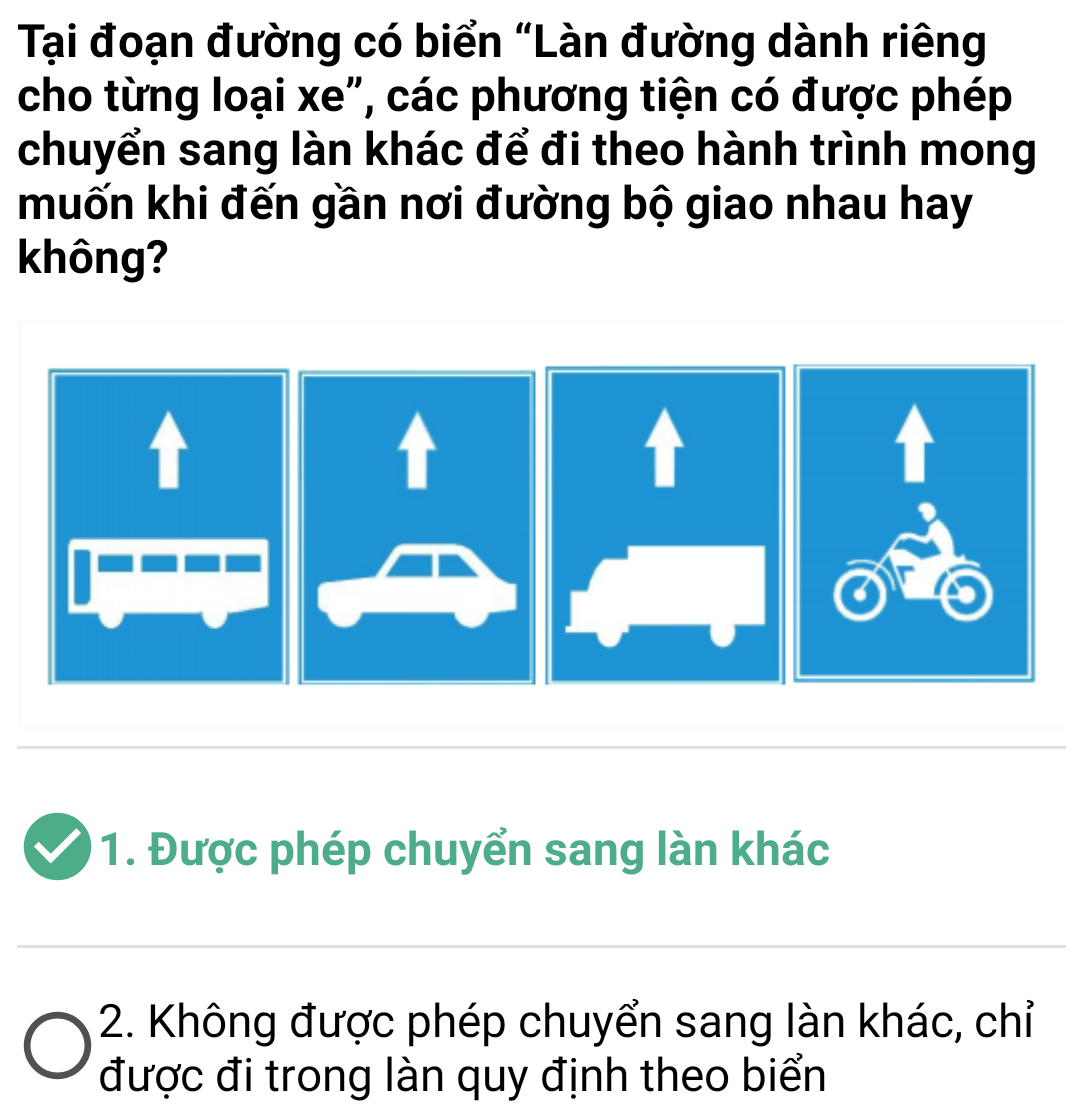 Tại đoạn đường có biển “Làn đường dành riêng
cho từng loại xe”, các phương tiện có được phép
chuyển sang làn khác để đi theo hành trình mong
muốn khi đến gần nơi đường bộ giao nhau hay
không?
1. Được phép chuyển sang làn khác
2. Không được phép chuyển sang làn khác, chỉ
được đi trong làn quy định theo biển